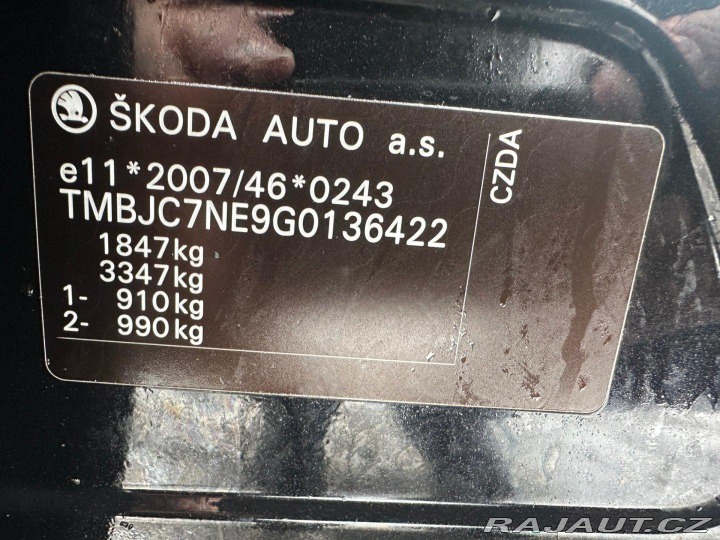 ŠKODA AUTO a.s.
e11*2007/46*0243
TMBJC7NE9G0136422
1847kg
3347kg
1- 910kg
2- 990kg
CZDA
RAJAUT.CZ